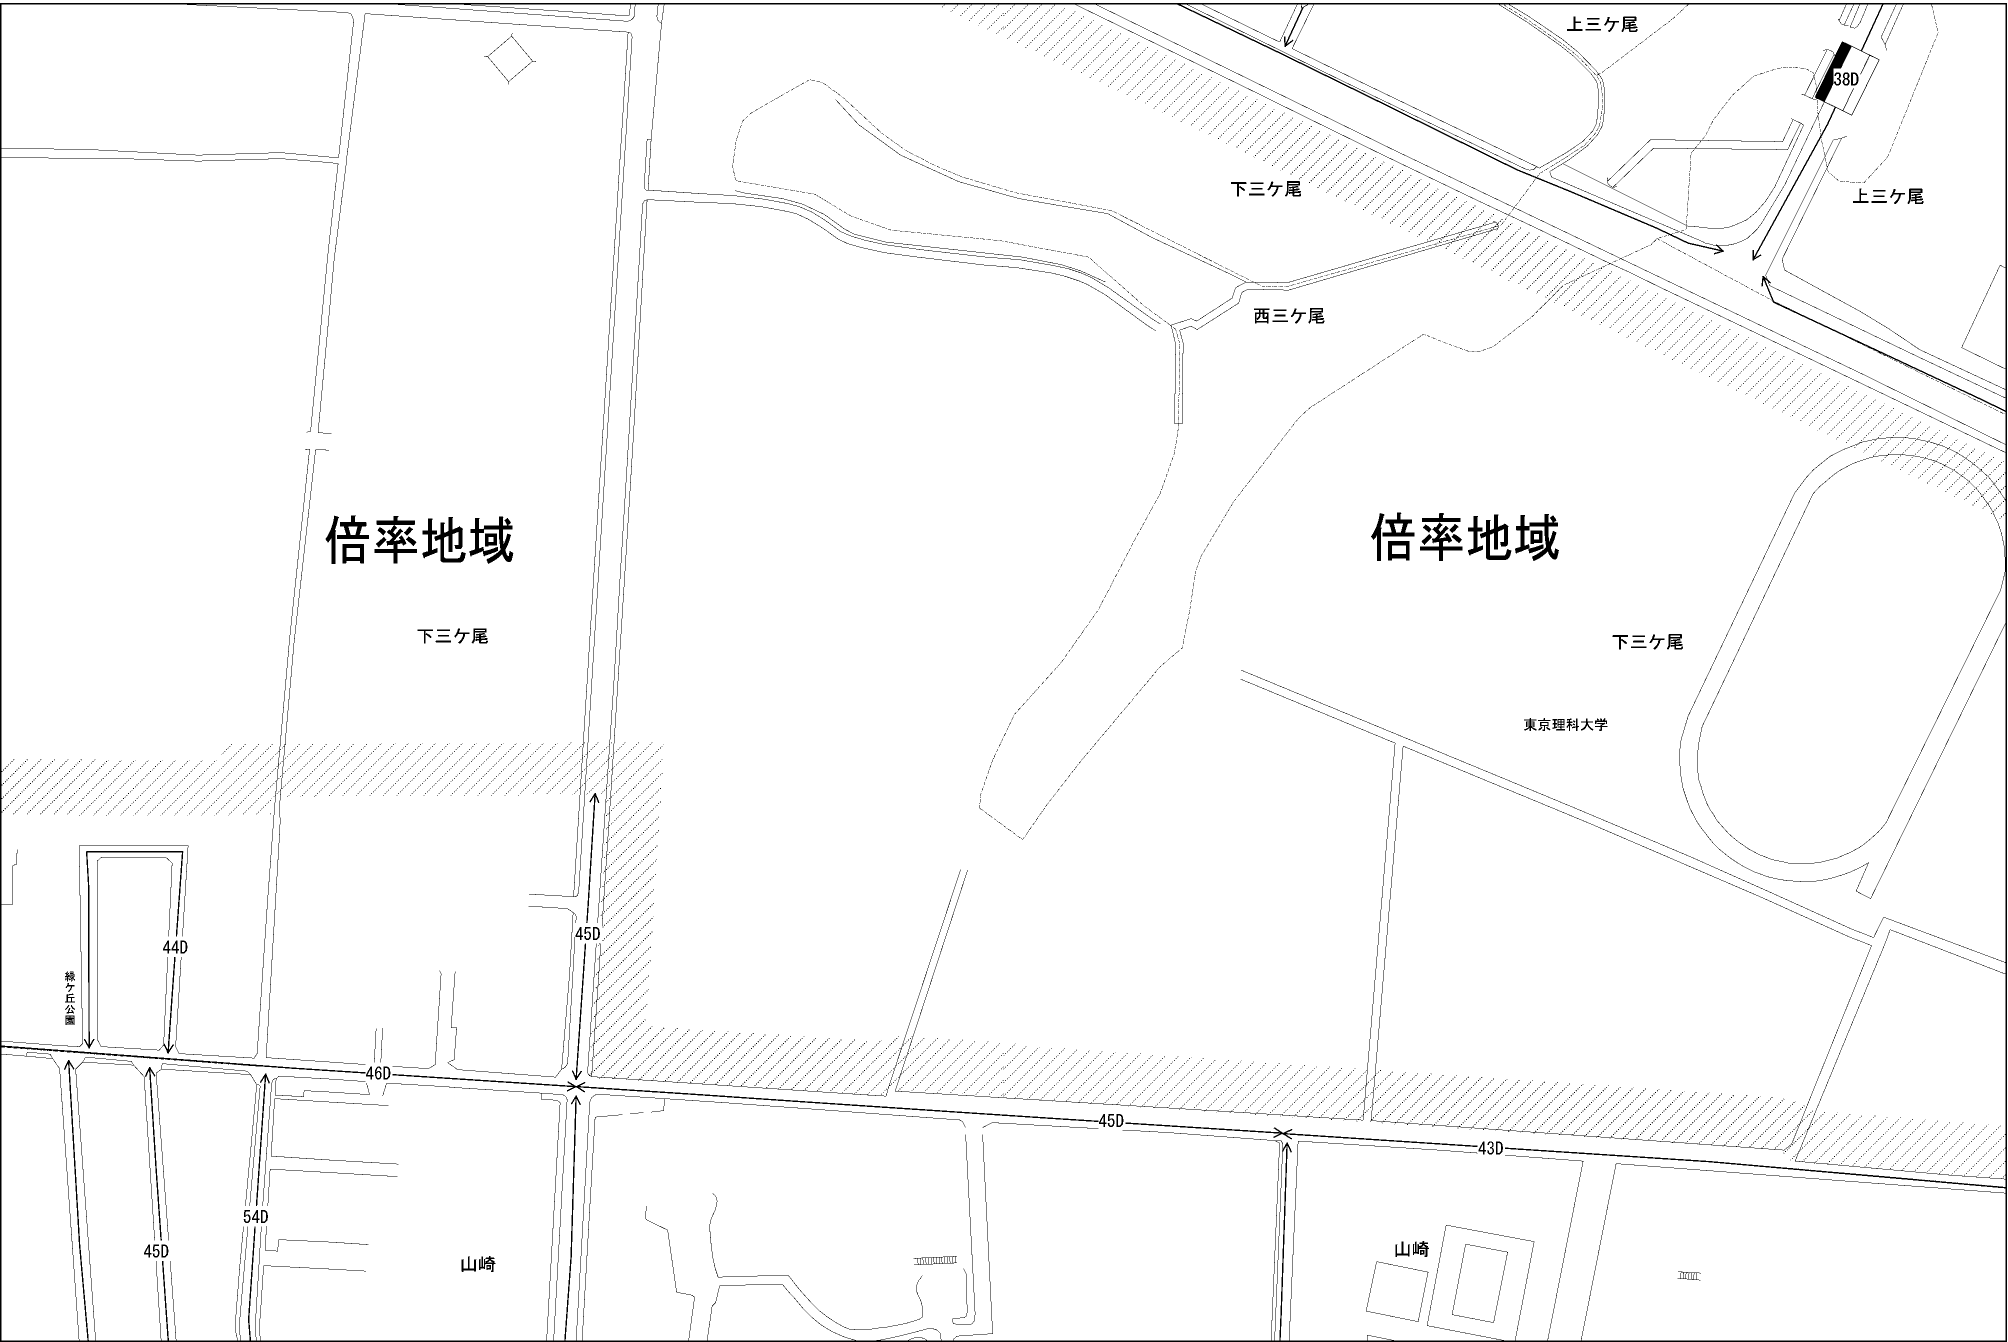 上三ケ尾
38D
下三ケ尾
上三ケ尾
西三ケ尾
倍率地域
倍率地域
下三ケ尾
下三ケ尾
東京理科大学
45D
44D
緑ケ丘公園
46D
45D
43D
54D
45D
山崎
山崎